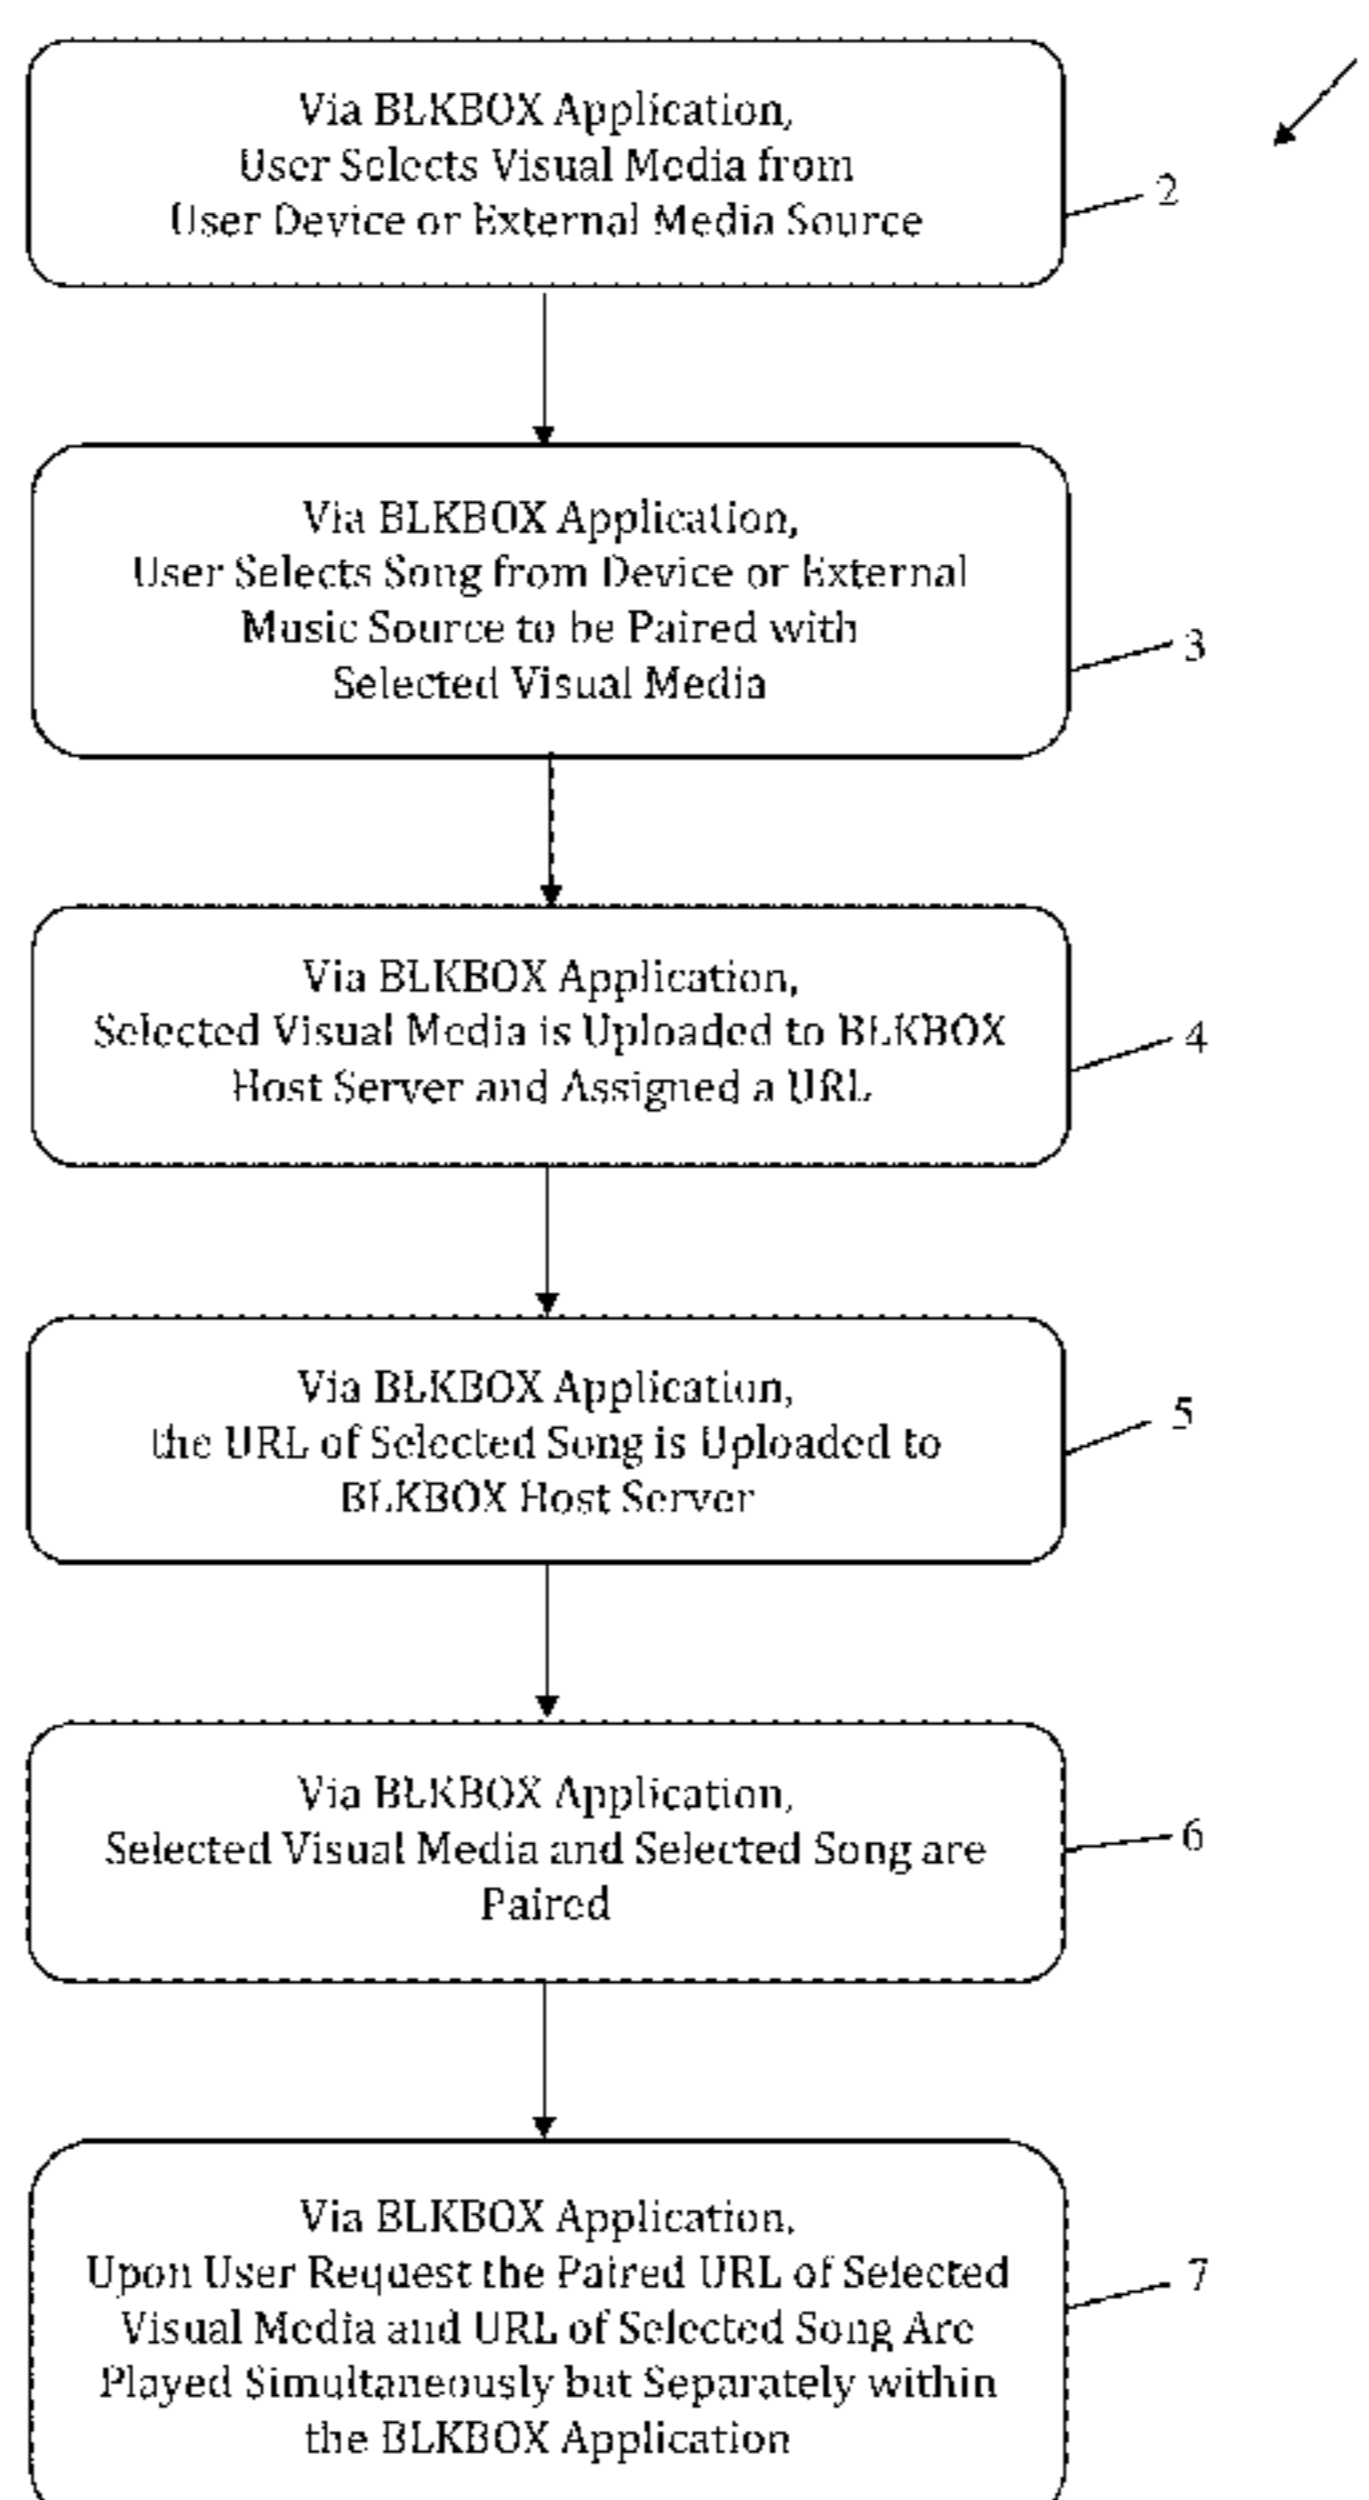 Via BLKBOX Application,
User Selects Visual Media from
User Device or External Media Source
2
Via BLKBOX Application,
User Selects Song from Device or External
Music Source to be Paired with
Selected Visual Media
3
Via BLKBOX Application,
Selected Visual Media is Uploaded to BLKBOX
Host Server and Assigned a URL
4
Via BLKBOX Application,
the URL of Selected Song is Uploaded to
BLKBOX Host Server
5
Via BLKBOX Application,
Selected Visual Media and Selected Song are
Paired
6
Via BLKBOX Application,
Upon User Request the Paired URL of Selected
Visual Media and URL of Selected Song Are
Played Simultaneously but Separately within
the BLKBOX Application
7